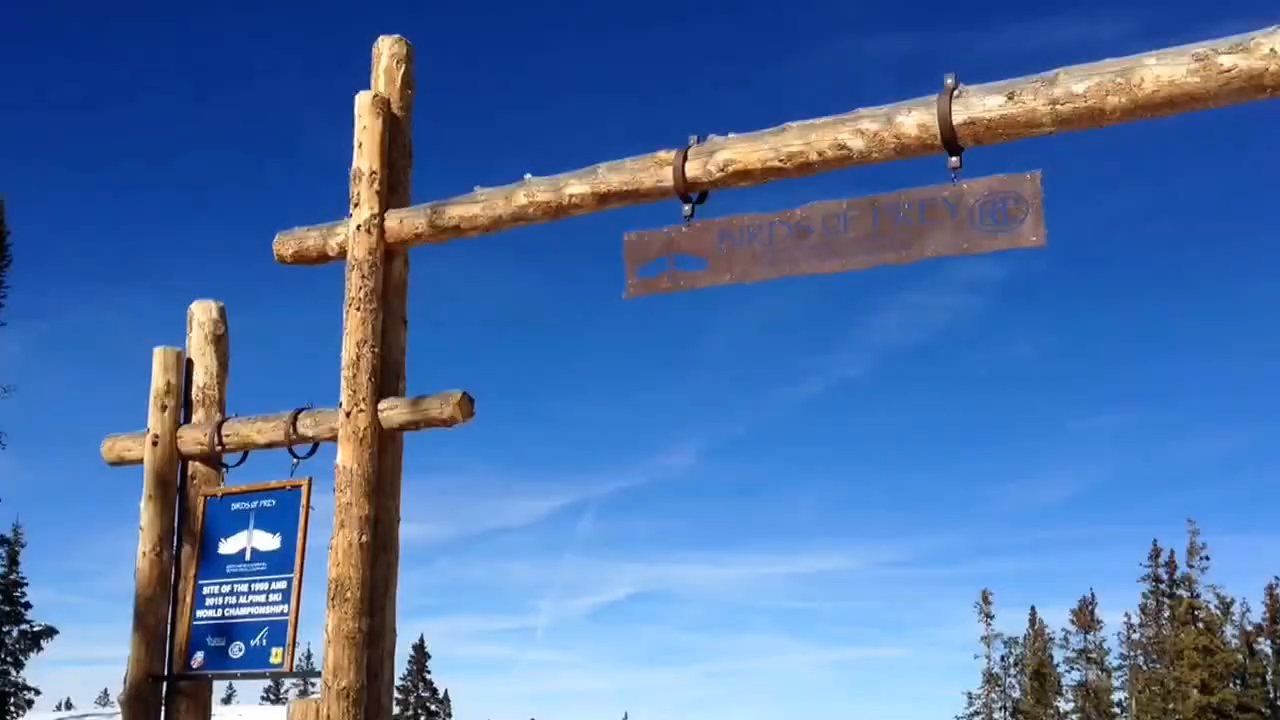 BIRDS OF PREY
BIRDS OF PREY
SITE OF THE 1999 AND
2015 FIS ALPINE SKI
WORLD CHAMPIONSHIPS